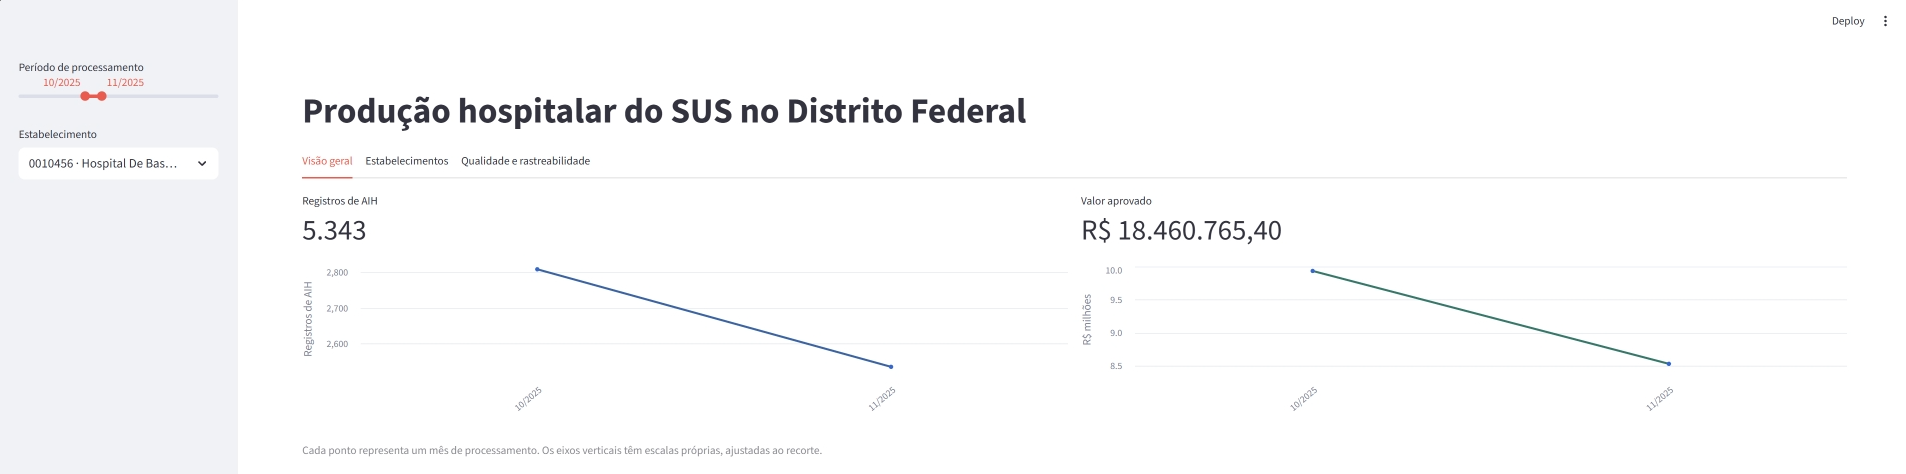 Deploy
Período de processamento
10/2025 11/2025
Estabelecimento
0010456 · Hospital De Bas…
Produção hospitalar do SUS no Distrito Federal
Visão geral Estabelecimentos Qualidade e rastreabilidade
Registros de AIH
5.343
Registros de AIH
2,800
2,700
2,600
10/2025 11/2025
Valor aprovado
R$ 18.460.765,40
R$ milhões
10.0
9.5
9.0
8.5
10/2025 11/2025
Cada ponto representa um mês de processamento. Os eixos verticais têm escalas próprias, ajustadas ao recorte.